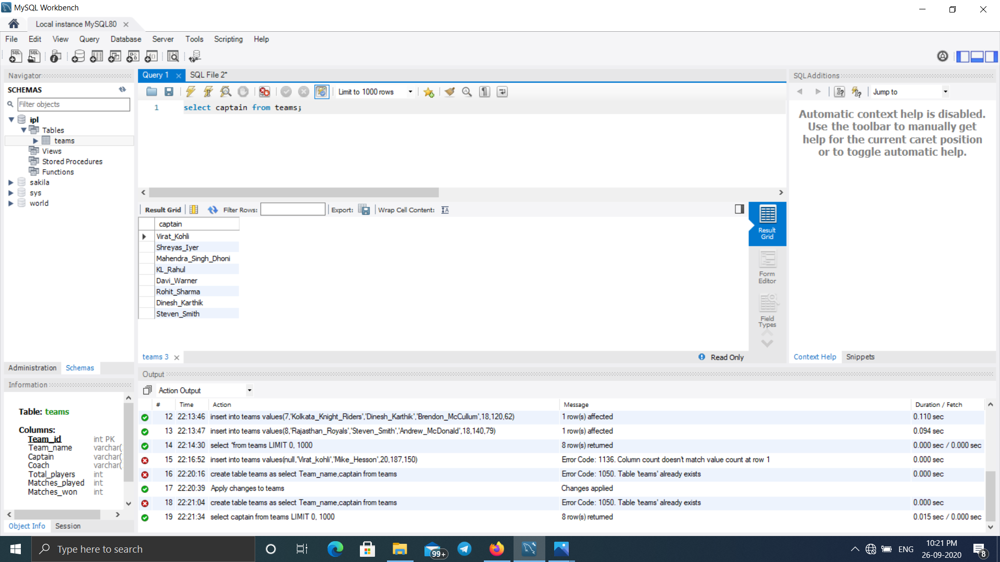 MySQL Workbench
Local instance MySQL80
File Edit View Query Database Server Tools Scripting Help
Navigator
SCHEMAS
Filter objects
ipl
Tables
teams
Views
Stored Procedures
Functions
sakila
sys
world
Administration Schemas
Information
Table: teams
Columns:
Team_id int PK
Team_name varchar(
Captain varchar(
Coach varchar(
Total_players int
Matches_played int
Matches_won int
Object Info Session
Query 1 SQL File 2*
Limit to 1000 rows
1 select captain from teams;
Result Grid Filter Rows: Export: Wrap Cell Content:
captain
Virat_Kohli
Shreyas_Iyer
Mahendra_Singh_Dhoni
KL_Rahul
Davi_Warner
Rohit_Sharma
Dinesh_Karthik
Steven_Smith
Result
Grid
Form
Editor
Field
Types
teams 3 Read Only
SQLAdditions
Jump to
Automatic context help is disabled.
Use the toolbar to manually get
help for the current caret position
or to toggle automatic help.
Context Help Snippets
Output
Action Output
# Time Action Message Duration / Fetch
12 22:13:46 insert into teams values(7,'Kolkata_Knight_Riders','Dinesh_Karthik','Brendon_McCullum',18,120,62) 1 row(s) affected 0.110 sec
13 22:13:47 insert into teams values(8,'Rajasthan_Royals','Steven_Smith','Andrew_McDonald',18,140,79) 1 row(s) affected 0.094 sec
14 22:14:30 select *from teams LIMIT 0, 1000 8 row(s) returned 0.000 sec / 0.000 sec
15 22:16:52 insert into teams values(null,'Virat_kohli','Mike_Hesson',20,187,150) Error Code: 1136. Column count doesn't match value count at row 1 0.000 sec
16 22:20:16 create table teams as select Team_name,captain from teams Error Code: 1050. Table 'teams' already exists 0.000 sec
17 22:20:39 Apply changes to teams Changes applied
18 22:21:04 create table teams as select Team_name,captain from teams Error Code: 1050. Table 'teams' already exists 0.000 sec
19 22:21:34 select captain from teams LIMIT 0, 1000 8 row(s) returned 0.015 sec / 0.000 sec
Type here to search
99+
ENG
10:21 PM
26-09-2020
8